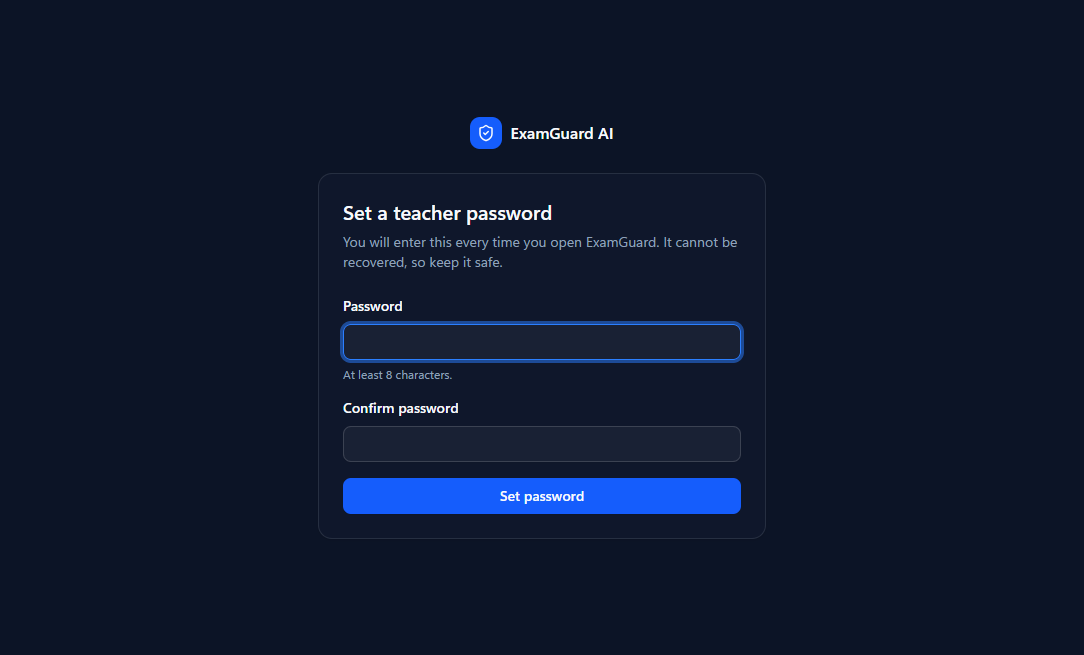 ExamGuard AI
Set a teacher password
You will enter this every time you open ExamGuard. It cannot be
recovered, so keep it safe.
Password
At least 8 characters.
Confirm password
Set password